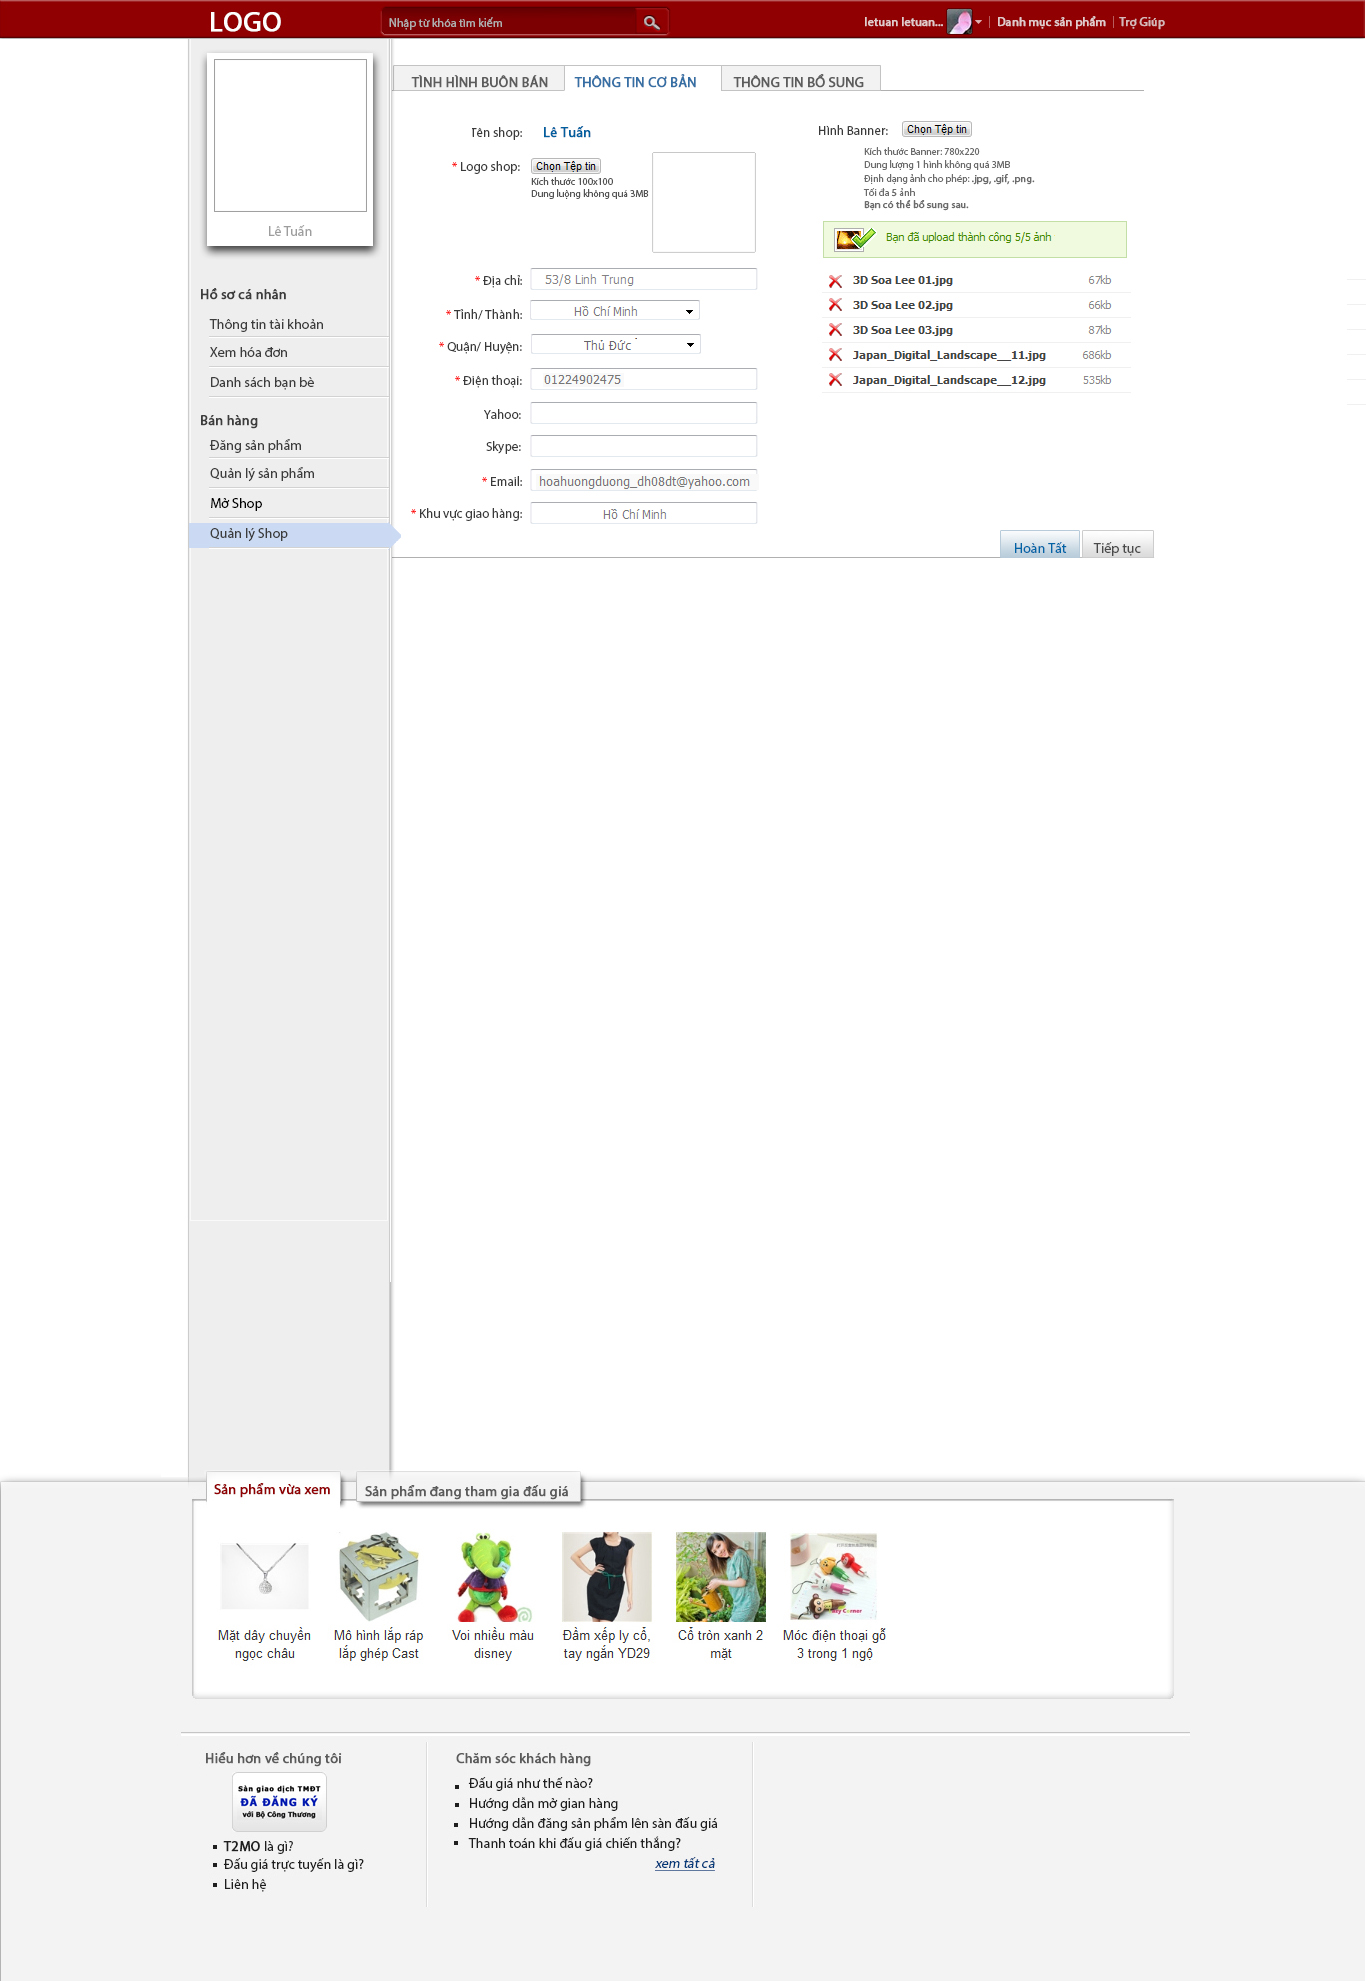 LOGO
Nhập từ khóa tìm kiếm
letuan letuan...
Danh mục sản phẩm
Trợ Giúp
Lê Tuấn
Hồ sơ cá nhân
Thông tin tài khoản
Xem hóa đơn
Danh sách bạn bè
Bán hàng
Đăng sản phẩm
Quản lý sản phẩm
Mở Shop
Quản lý Shop
TÌNH HÌNH BUÔN BÁN
THÔNG TIN CƠ BẢN
THÔNG TIN BỔ SUNG
Tên shop: Lê Tuấn
* Logo shop: Chọn Tệp tin
Kích thước 100x100
Dung luộng không quá 3MB
* Địa chỉ: 53/8 Linh Trung
* Tỉnh/ Thành: Hồ Chí Minh
* Quận/ Huyện: Thủ Đức
* Điện thoại: 01224902475
Yahoo:
Skype:
* Email: hoahuongduong_dh08dt@yahoo.com
* Khu vực giao hàng: Hồ Chí Minh
Hình Banner: Chọn Tệp tin
Kích thước Banner: 780x220
Dung lượng 1 hình không quá 3MB
Định dạng ảnh cho phép: .jpg, .gif, .png.
Tối đa 5 ảnh
Bạn có thể bổ sung sau.
Bạn đã upload thành công 5/5 ảnh
3D Soa Lee 01.jpg 67kb
3D Soa Lee 02.jpg 66kb
3D Soa Lee 03.jpg 87kb
Japan_Digital_Landscape__11.jpg 686kb
Japan_Digital_Landscape__12.jpg 535kb
Hoàn Tất
Tiếp tục
Sản phẩm vừa xem
Sản phẩm đang tham gia đấu giá
Mặt dây chuyền
ngọc châu
Mô hình lắp ráp
lắp ghép Cast
Voi nhiều màu
disney
Đầm xếp ly cổ,
tay ngắn YD29
Cổ tròn xanh 2
mặt
Móc điện thoại gỗ
3 trong 1 ngộ
Hiểu hơn về chúng tôi
Sàn giao dịch TMĐT
ĐÃ ĐĂNG KÝ
với Bộ Công Thương
T2MO là gì?
Đấu giá trực tuyến là gì?
Liên hệ
Chăm sóc khách hàng
Đấu giá như thế nào?
Hướng dẫn mở gian hàng
Hướng dẫn đăng sản phẩm lên sàn đấu giá
Thanh toán khi đấu giá chiến thắng?
xem tất cả